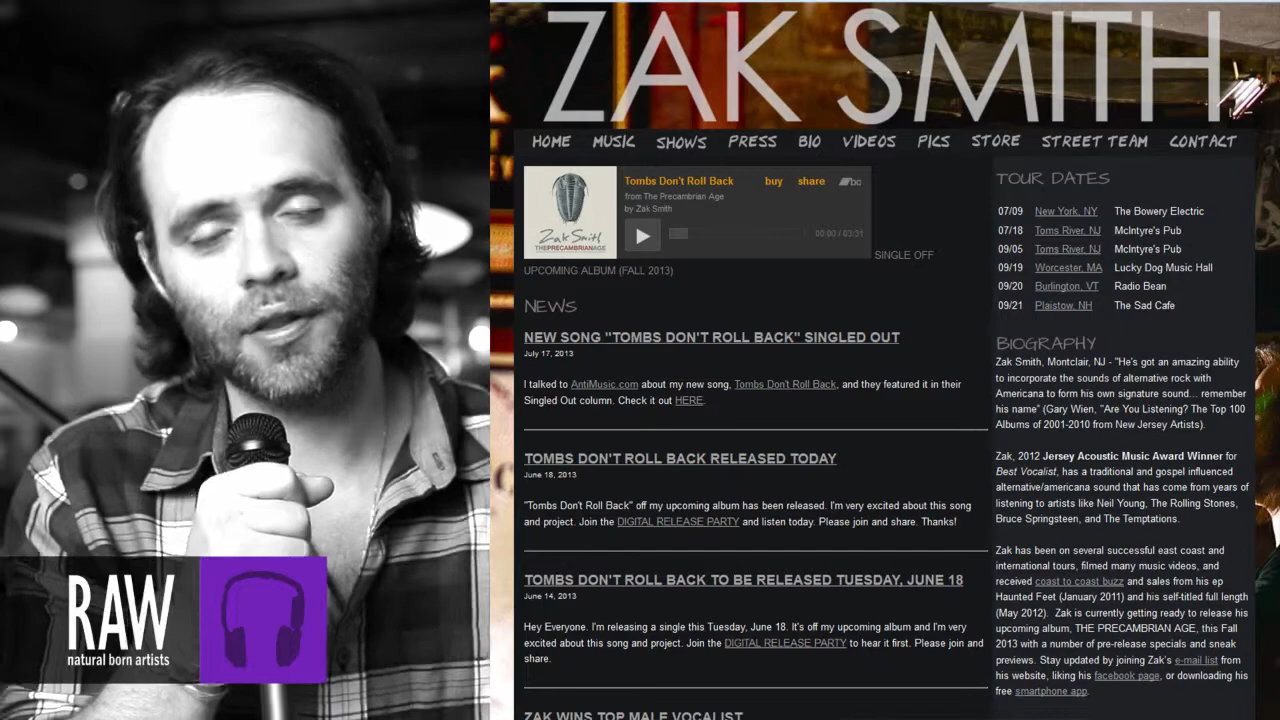 ZAK SMITH
HOME MUSIC SHOWS PRESS BIO VIDEOS PICS STORE STREET TEAM CONTACT
Tombs Don't Roll Back buy share bc
from The Precambrian Age
by Zak Smith
00:00 / 03:31
Zak Smith
THEPRECAMBRIANAGE
SINGLE OFF
UPCOMING ALBUM (FALL 2013)
NEWS
NEW SONG "TOMBS DON'T ROLL BACK" SINGLED OUT
July 17, 2013
I talked to AntiMusic.com about my new song, Tombs Don't Roll Back, and they featured it in their
Singled Out column. Check it out HERE.
TOMBS DON'T ROLL BACK RELEASED TODAY
June 18, 2013
"Tombs Don't Roll Back" off my upcoming album has been released. I'm very excited about this song
and project. Join the DIGITAL RELEASE PARTY and listen today. Please join and share. Thanks!
TOMBS DON'T ROLL BACK TO BE RELEASED TUESDAY, JUNE 18
June 14, 2013
Hey Everyone. I'm releasing a single this Tuesday, June 18. It's off my upcoming album and I'm very
excited about this song and project. Join the DIGITAL RELEASE PARTY to hear it first. Please join and
share.
ZAK WINS TOP MALE VOCALIST
TOUR DATES
07/09 New York, NY The Bowery Electric
07/18 Toms River, NJ McIntyre's Pub
09/05 Toms River, NJ McIntyre's Pub
09/19 Worcester, MA Lucky Dog Music Hall
09/20 Burlington, VT Radio Bean
09/21 Plaistow, NH The Sad Cafe
BIOGRAPHY
Zak Smith, Montclair, NJ - "He's got an amazing ability
to incorporate the sounds of alternative rock with
Americana to form his own signature sound... remember
his name" (Gary Wien, "Are You Listening? The Top 100
Albums of 2001-2010 from New Jersey Artists).
Zak, 2012 Jersey Acoustic Music Award Winner for
Best Vocalist, has a traditional and gospel influenced
alternative/americana sound that has come from years of
listening to artists like Neil Young, The Rolling Stones,
Bruce Springsteen, and The Temptations.
Zak has been on several successful east coast and
international tours, filmed many music videos, and
received coast to coast buzz and sales from his ep
Haunted Feet (January 2011) and his self-titled full length
(May 2012). Zak is currently getting ready to release his
upcoming album, THE PRECAMBRIAN AGE, this Fall
2013 with a number of pre-release specials and sneak
previews. Stay updated by joining Zak's e-mail list from
his website, liking his facebook page, or downloading his
free smartphone app.
RAW
natural born artists